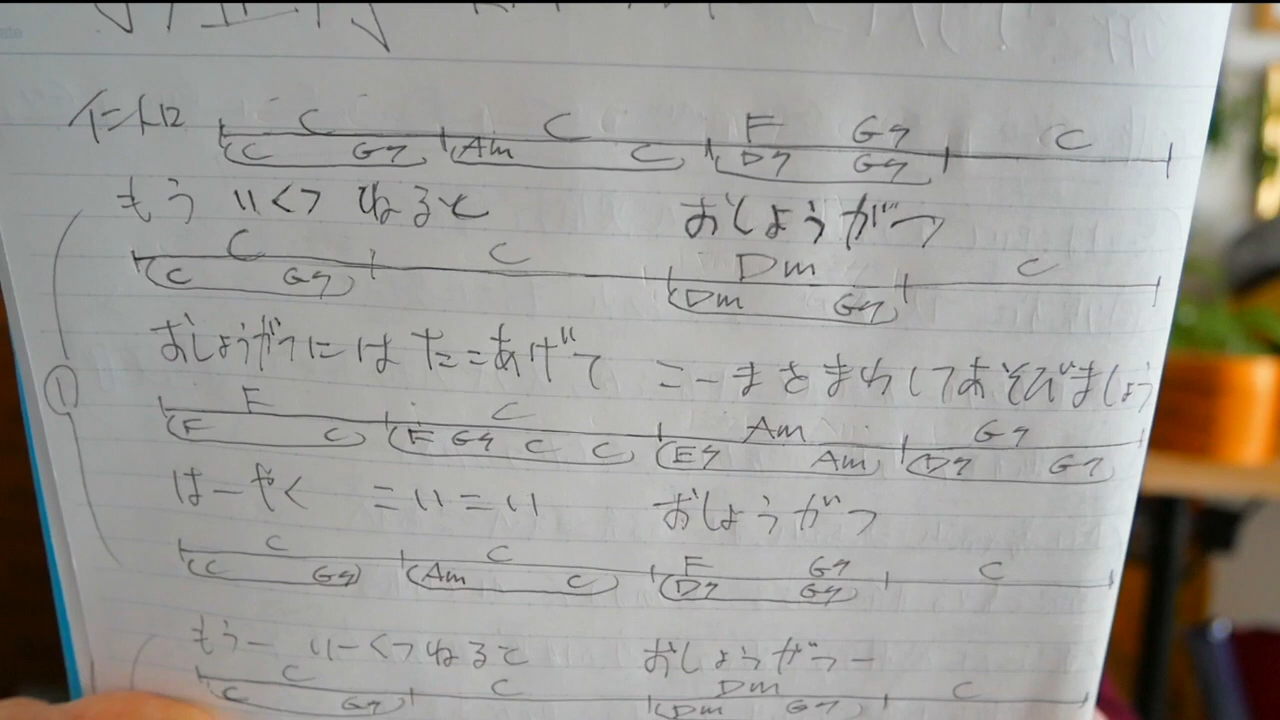 イントロ C C F G7 C
C G7 Am C D7 G7
もう いくつ ねると おしょうがつ
C C Dm C
C G7 Dm G7
おしょうがつには たこあげて こーまをまわしてあそびましょう
① F C Am G7
F C F G7 C C E7 Am D7 G7
はーやく こいこい おしょうがつ
C C F G7 C
C G7 Am C D7 G7
もうー いーくつねると おしょうがつー
C C Dm C
C G7 Dm G7